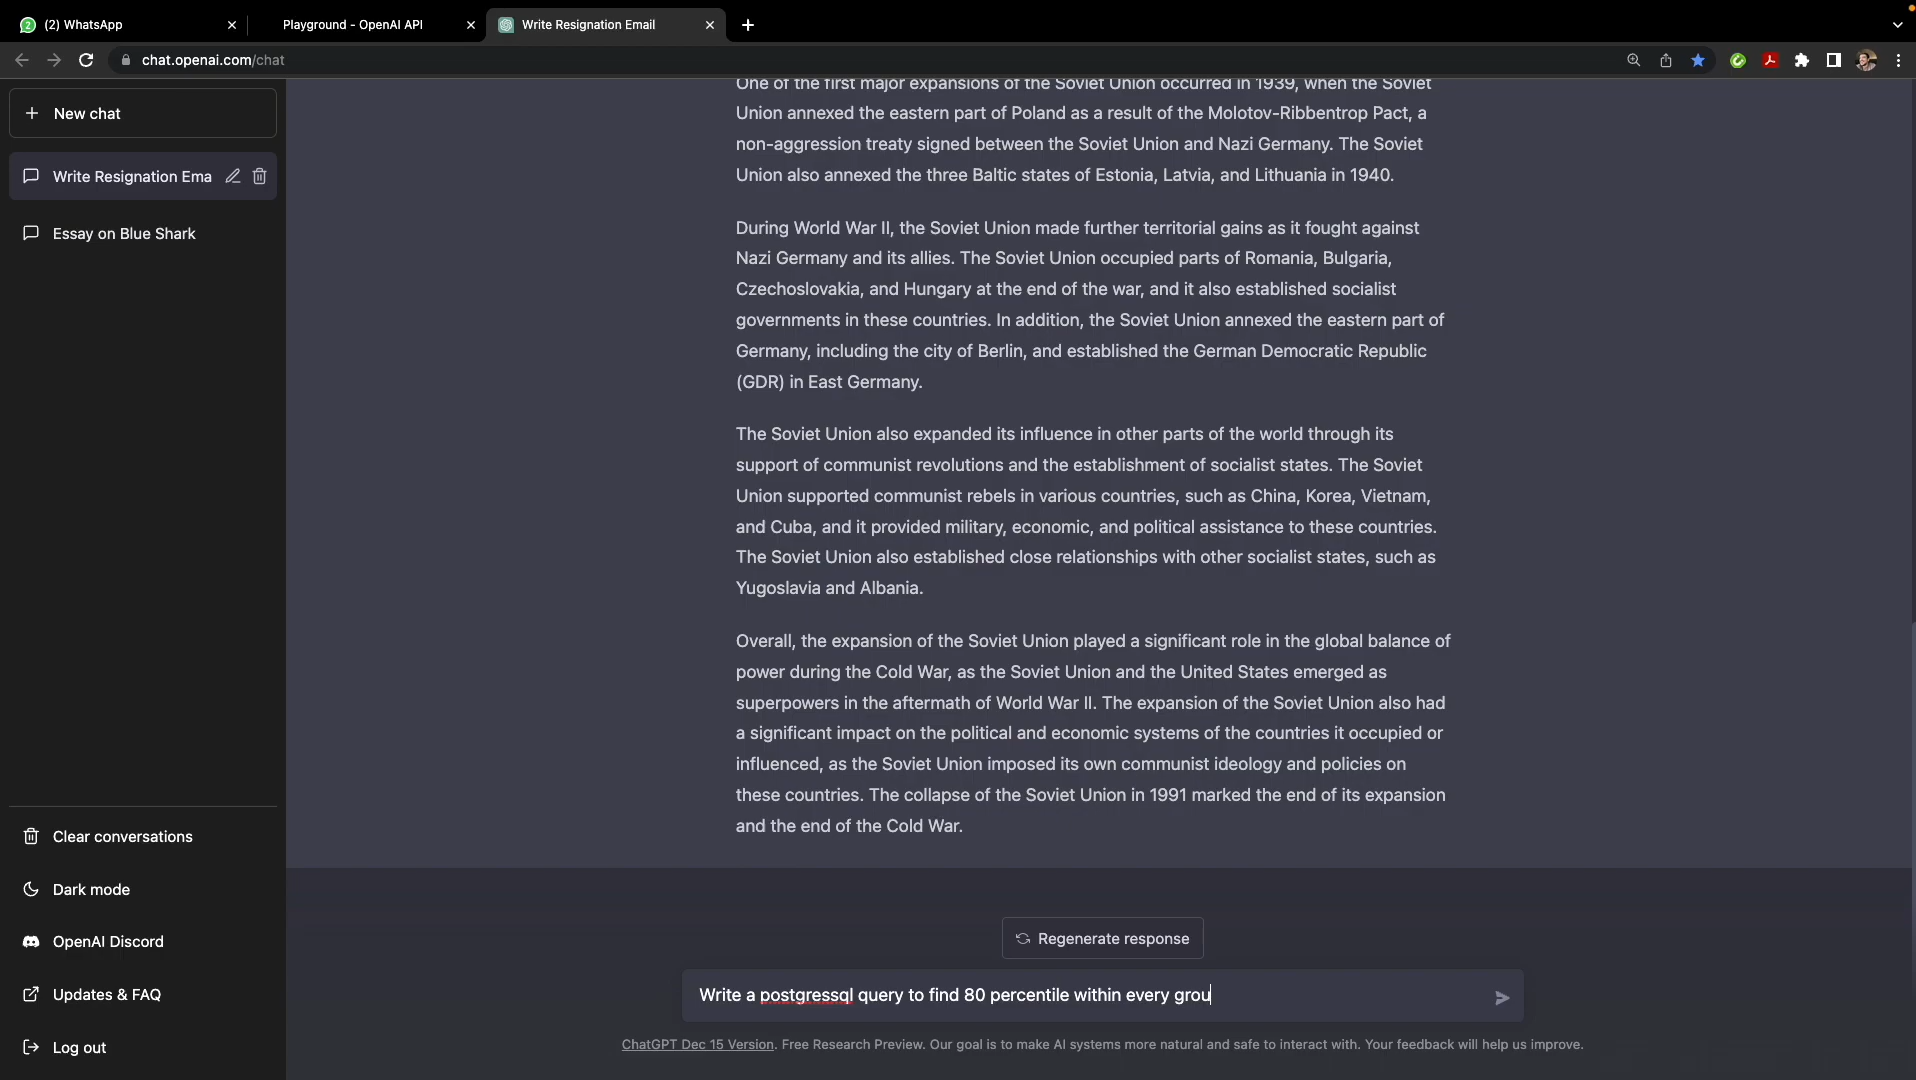 (2) WhatsApp
Playground - OpenAI API
Write Resignation Email
chat.openai.com/chat
New chat
Write Resignation Ema
Essay on Blue Shark
One of the first major expansions of the Soviet Union occurred in 1939, when the Soviet
Union annexed the eastern part of Poland as a result of the Molotov-Ribbentrop Pact, a
non-aggression treaty signed between the Soviet Union and Nazi Germany. The Soviet
Union also annexed the three Baltic states of Estonia, Latvia, and Lithuania in 1940.
During World War II, the Soviet Union made further territorial gains as it fought against
Nazi Germany and its allies. The Soviet Union occupied parts of Romania, Bulgaria,
Czechoslovakia, and Hungary at the end of the war, and it also established socialist
governments in these countries. In addition, the Soviet Union annexed the eastern part of
Germany, including the city of Berlin, and established the German Democratic Republic
(GDR) in East Germany.
The Soviet Union also expanded its influence in other parts of the world through its
support of communist revolutions and the establishment of socialist states. The Soviet
Union supported communist rebels in various countries, such as China, Korea, Vietnam,
and Cuba, and it provided military, economic, and political assistance to these countries.
The Soviet Union also established close relationships with other socialist states, such as
Yugoslavia and Albania.
Overall, the expansion of the Soviet Union played a significant role in the global balance of
power during the Cold War, as the Soviet Union and the United States emerged as
superpowers in the aftermath of World War II. The expansion of the Soviet Union also had
a significant impact on the political and economic systems of the countries it occupied or
influenced, as the Soviet Union imposed its own communist ideology and policies on
these countries. The collapse of the Soviet Union in 1991 marked the end of its expansion
and the end of the Cold War.
Clear conversations
Dark mode
OpenAI Discord
Updates & FAQ
Log out
Regenerate response
Write a postgressql query to find 80 percentile within every grou
ChatGPT Dec 15 Version. Free Research Preview. Our goal is to make AI systems more natural and safe to interact with. Your feedback will help us improve.